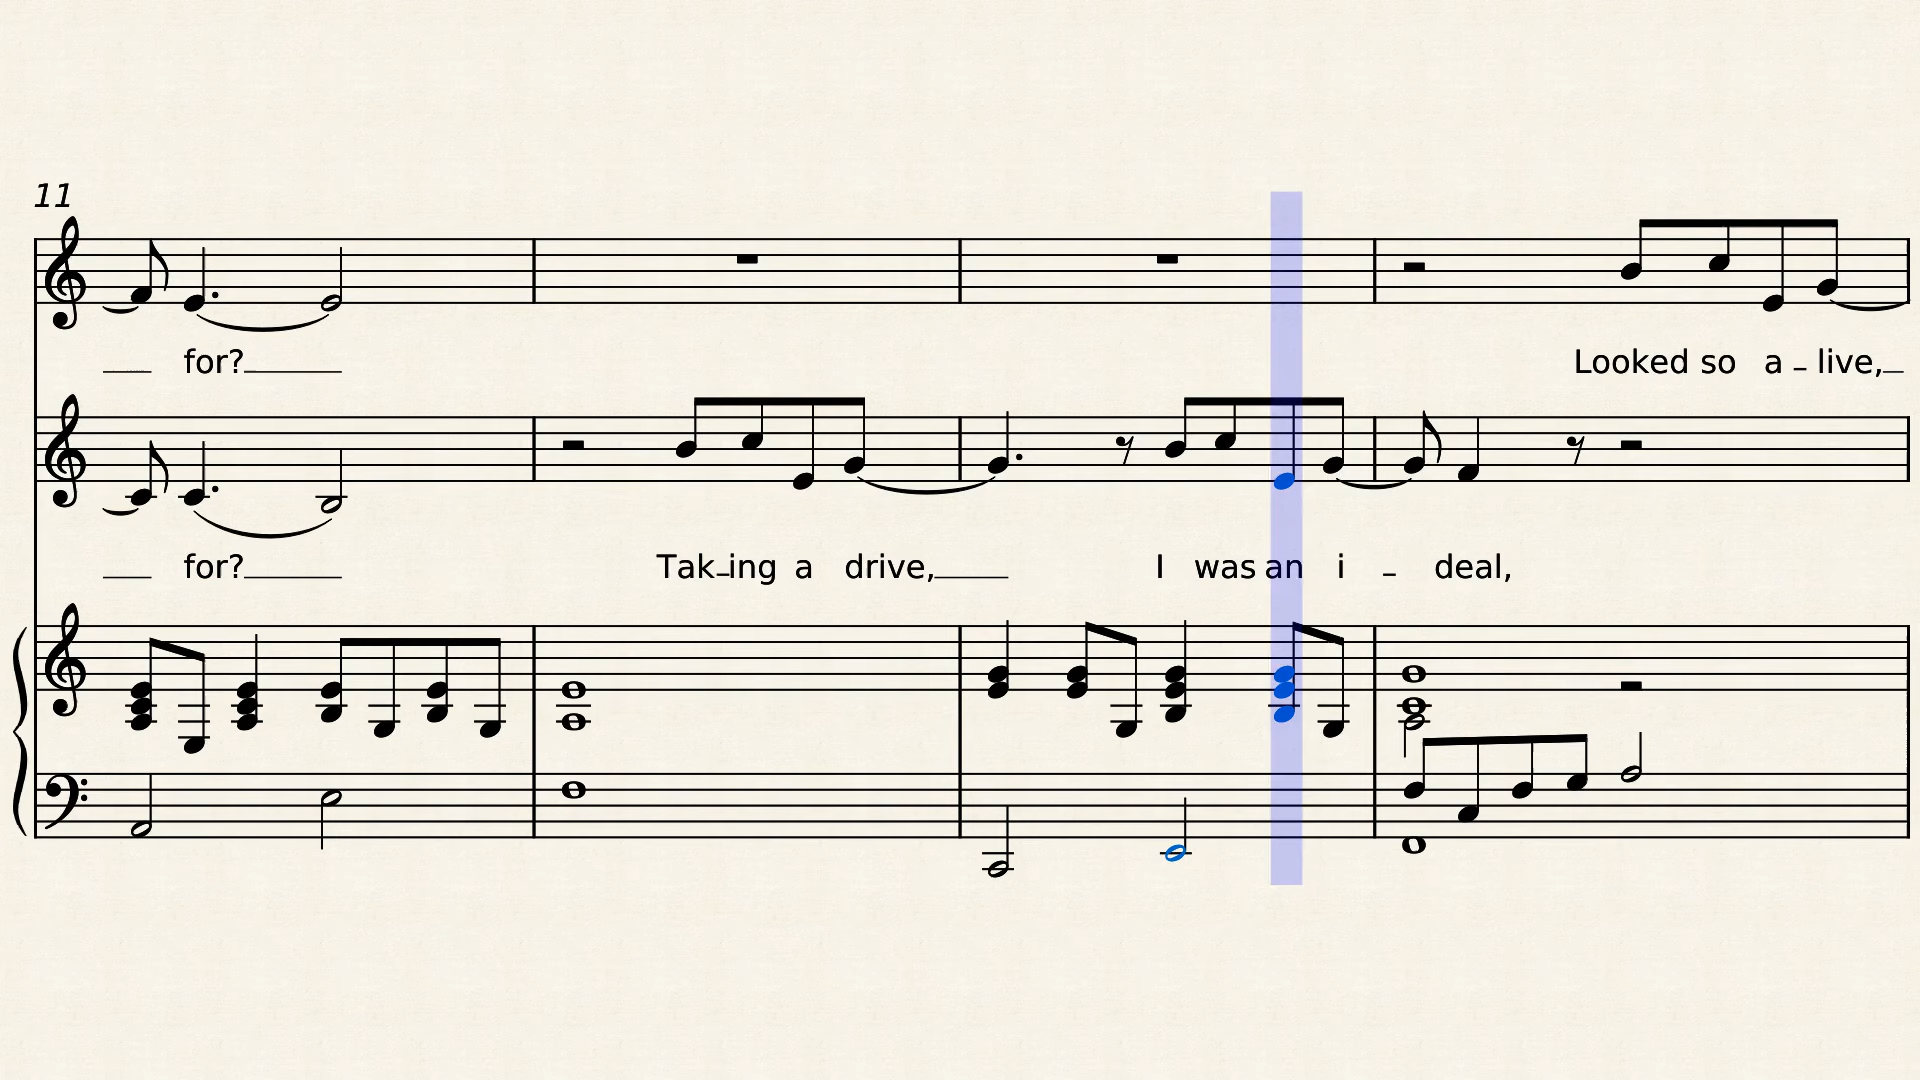 11
for? Looked so a - live,
for? Tak-ing a drive, I was an i - deal,